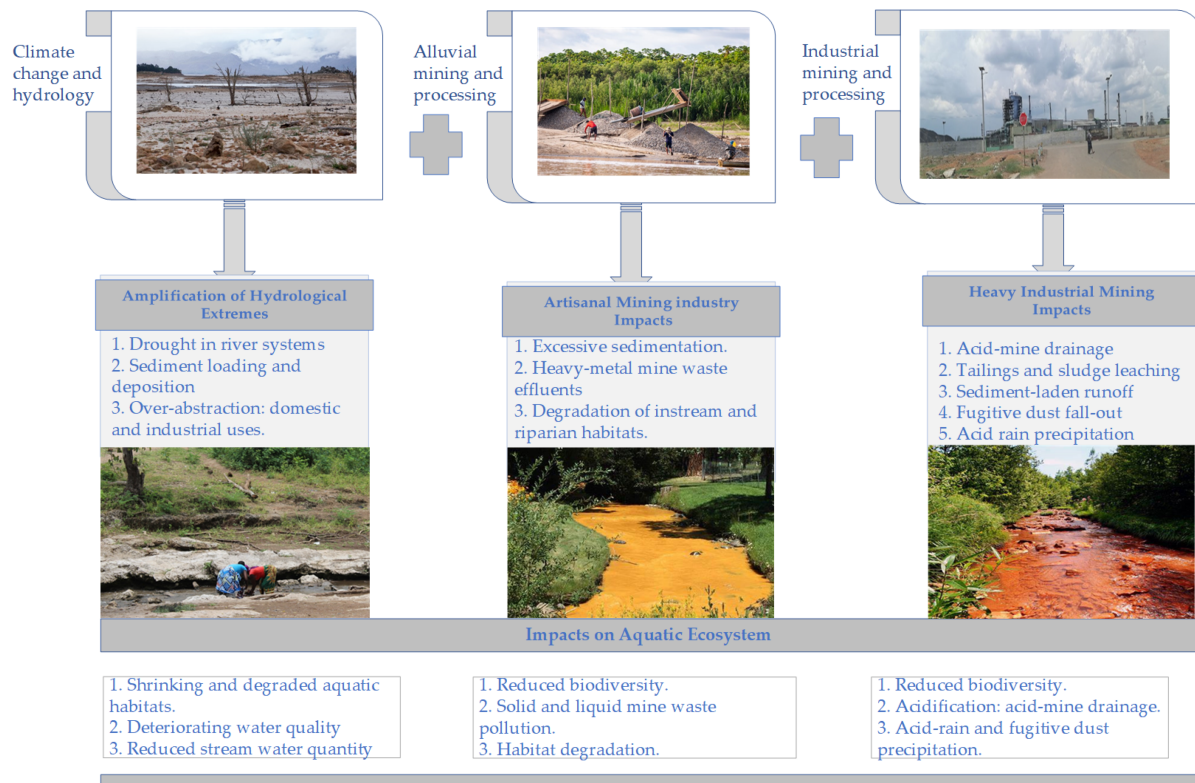 Climate
change and
hydrology
Alluvial
mining and
processing
Industrial
mining and
processing
Amplification of Hydrological
Extremes
1. Drought in river systems
2. Sediment loading and
deposition
3. Over-abstraction: domestic
and industrial uses.
Artisanal Mining industry
Impacts
1. Excessive sedimentation.
2. Heavy-metal mine waste
effluents
3. Degradation of instream and
riparian habitats.
Heavy Industrial Mining
Impacts
1. Acid-mine drainage
2. Tailings and sludge leaching
3. Sediment-laden runoff
4. Fugitive dust fall-out
5. Acid rain precipitation
Impacts on Aquatic Ecosystem
1. Shrinking and degraded aquatic
habitats.
2. Deteriorating water quality
3. Reduced stream water quantity
1. Reduced biodiversity.
2. Solid and liquid mine waste
pollution.
3. Habitat degradation.
1. Reduced biodiversity.
2. Acidification: acid-mine drainage.
3. Acid-rain and fugitive dust
precipitation.